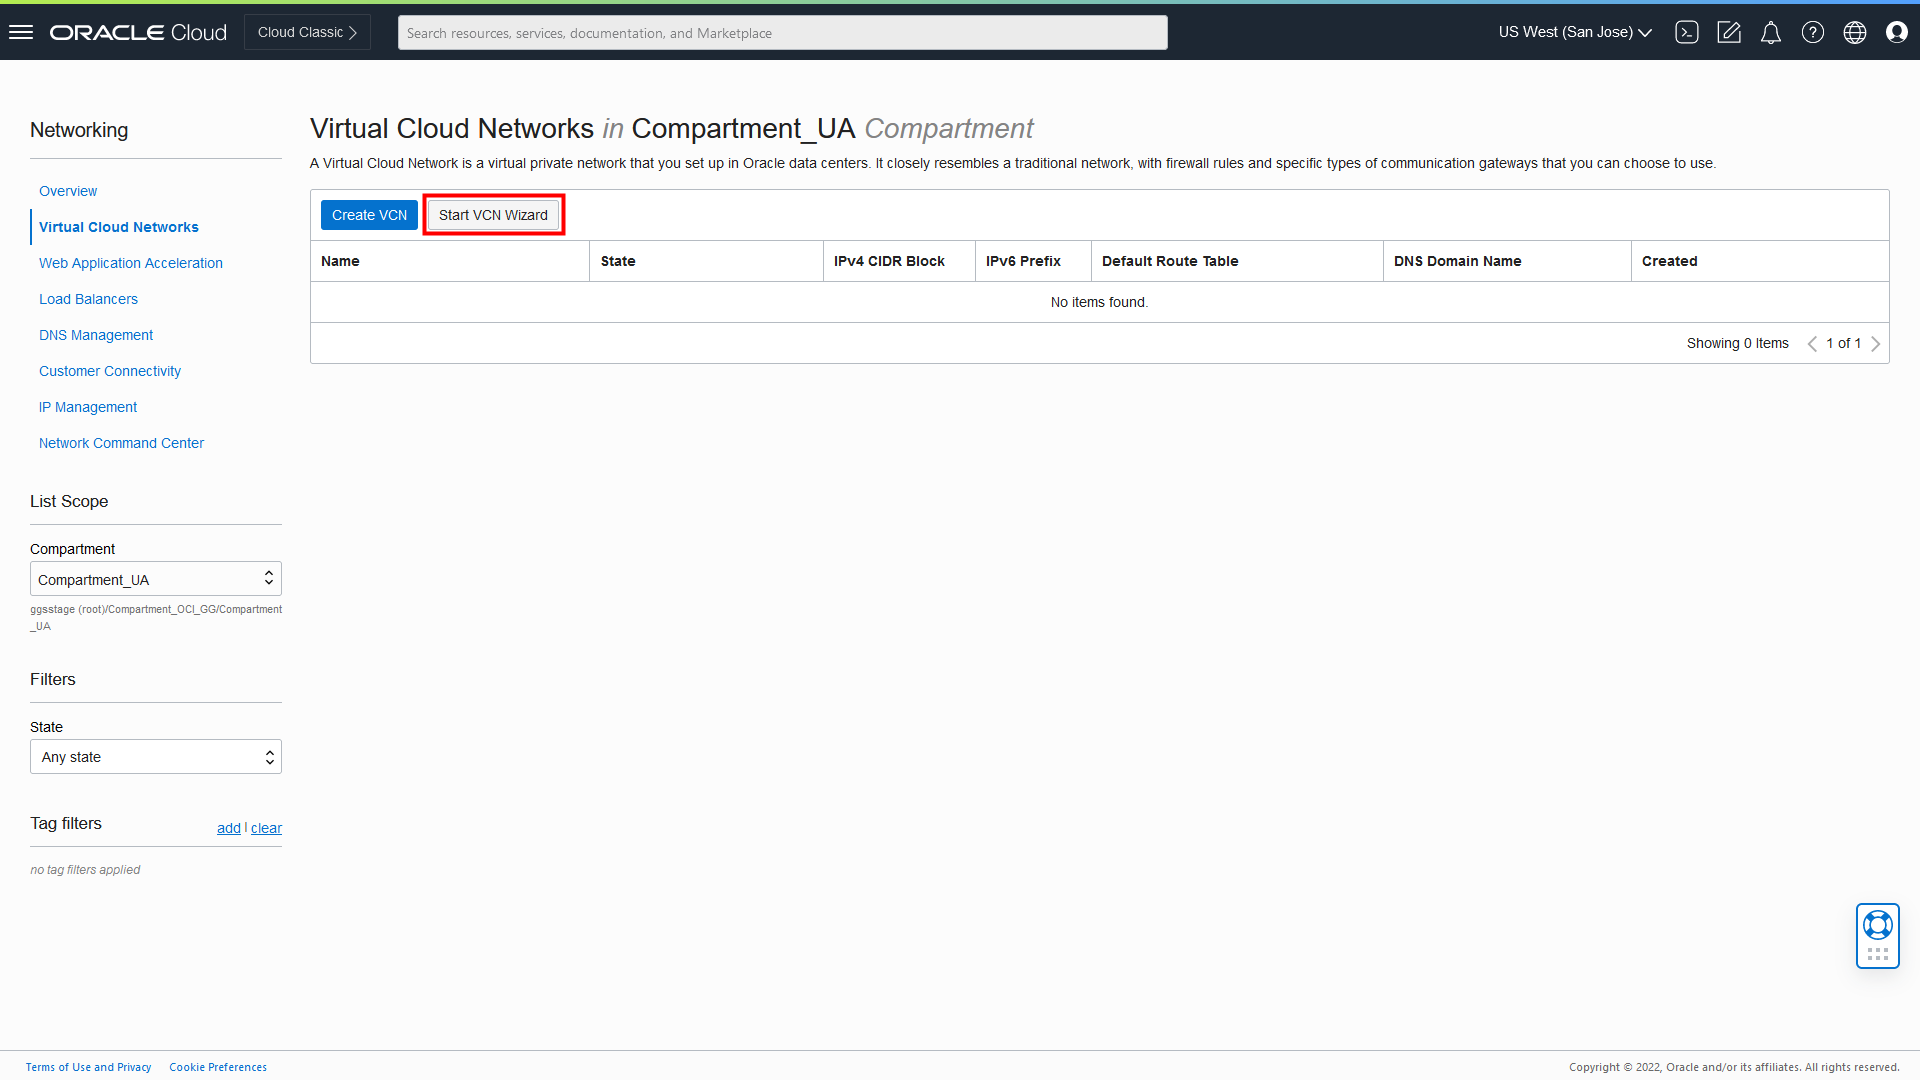 ORACLE Cloud
Cloud Classic
Search resources, services, documentation, and Marketplace
US West (San Jose)
Networking
Overview
Virtual Cloud Networks
Web Application Acceleration
Load Balancers
DNS Management
Customer Connectivity
IP Management
Network Command Center
List Scope
Compartment
Compartment_UA
ggsstage (root)/Compartment_OCI_GG/Compartment
_UA
Filters
State
Any state
Tag filters add | clear
no tag filters applied
Virtual Cloud Networks in Compartment_UA Compartment
A Virtual Cloud Network is a virtual private network that you set up in Oracle data centers. It closely resembles a traditional network, with firewall rules and specific types of communication gateways that you can choose to use.
Create VCN Start VCN Wizard
Name State IPv4 CIDR Block IPv6 Prefix Default Route Table DNS Domain Name Created
No items found.
Showing 0 Items 1 of 1
Terms of Use and Privacy Cookie Preferences
Copyright © 2022, Oracle and/or its affiliates. All rights reserved.